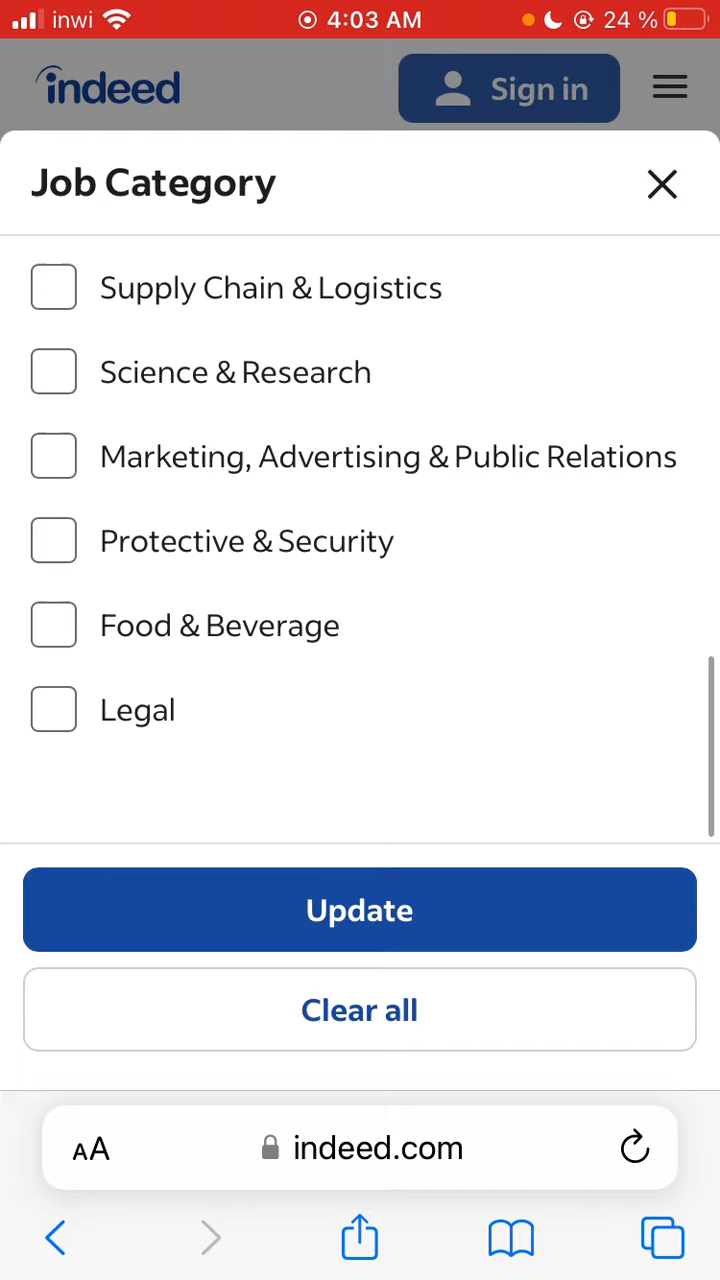 inwi 4:03 AM 24 %
indeed Sign in
Job Category
Supply Chain & Logistics
Science & Research
Marketing, Advertising & Public Relations
Protective & Security
Food & Beverage
Legal
Update
Clear all
AA indeed.com